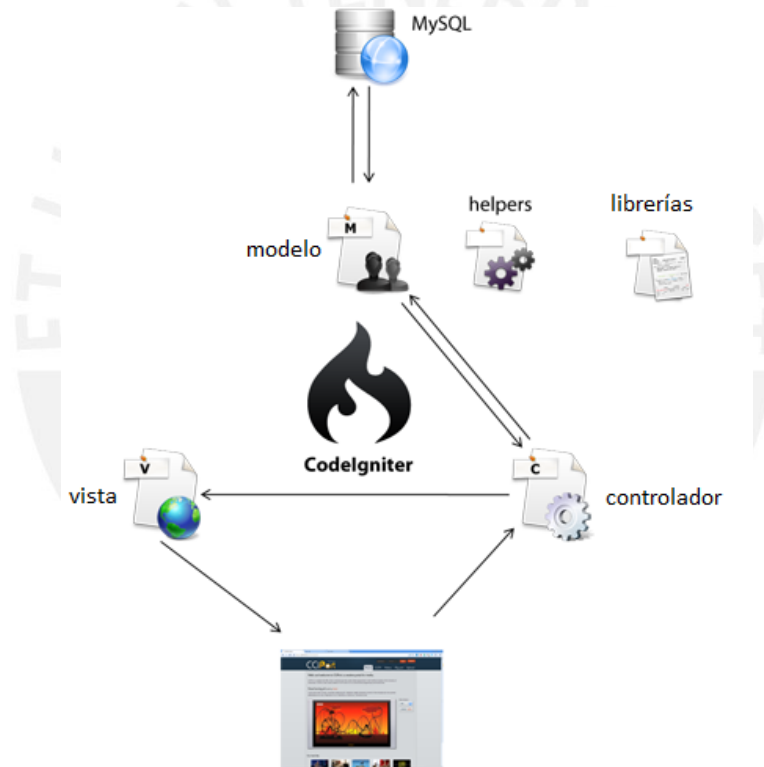 MySQL
helpers
librerías
M
modelo
CodeIgniter
V
C
vista
controlador